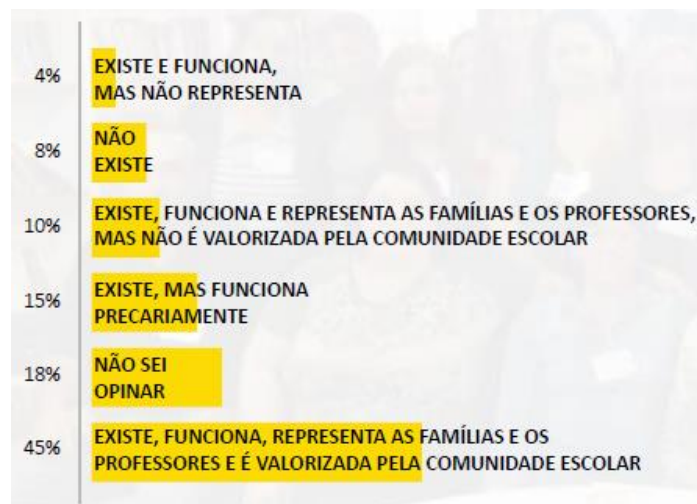 4%
EXISTE E FUNCIONA,
MAS NÃO REPRESENTA
8%
NÃO
EXISTE
10%
EXISTE, FUNCIONA E REPRESENTA AS FAMÍLIAS E OS PROFESSORES,
MAS NÃO É VALORIZADA PELA COMUNIDADE ESCOLAR
15%
EXISTE, MAS FUNCIONA
PRECARIAMENTE
18%
NÃO SEI
OPINAR
45%
EXISTE, FUNCIONA, REPRESENTA AS FAMÍLIAS E OS
PROFESSORES E É VALORIZADA PELA COMUNIDADE ESCOLAR